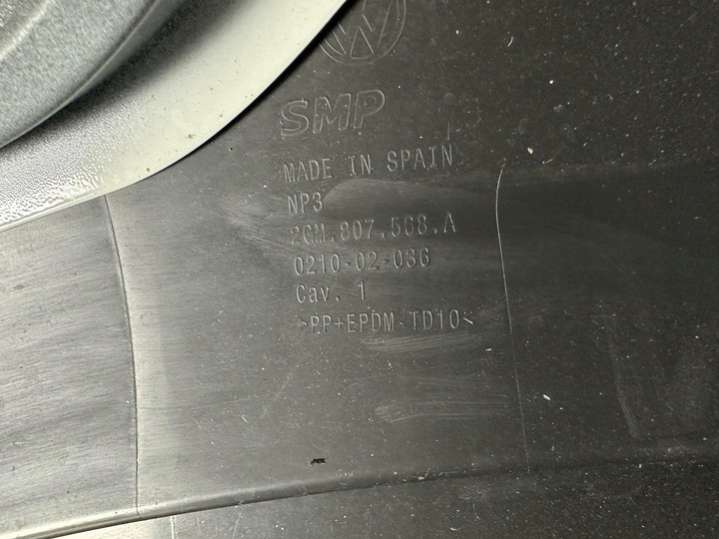 SMP
MADE IN SPAIN
NP3
2GM.807.568.A
0210-02-036
Cav. 1
>PP+EPDM-TD10<